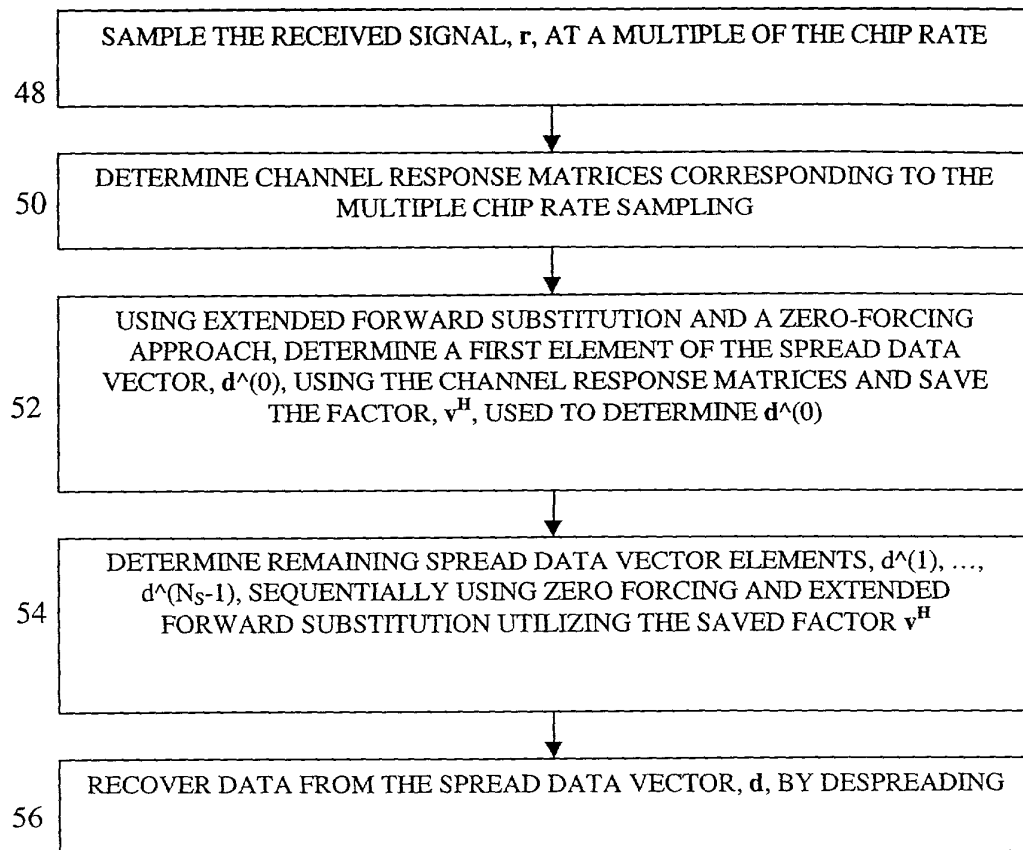 SAMPLE THE RECEIVED SIGNAL, r, AT A MULTIPLE OF THE CHIP RATE
48
DETERMINE CHANNEL RESPONSE MATRICES CORRESPONDING TO THE
MULTIPLE CHIP RATE SAMPLING
50
USING EXTENDED FORWARD SUBSTITUTION AND A ZERO-FORCING
APPROACH, DETERMINE A FIRST ELEMENT OF THE SPREAD DATA
VECTOR, d^(0), USING THE CHANNEL RESPONSE MATRICES AND SAVE
THE FACTOR, v^H, USED TO DETERMINE d^(0)
52
DETERMINE REMAINING SPREAD DATA VECTOR ELEMENTS, d^(1), ...,
d^(NS-1), SEQUENTIALLY USING ZERO FORCING AND EXTENDED
FORWARD SUBSTITUTION UTILIZING THE SAVED FACTOR v^H
54
RECOVER DATA FROM THE SPREAD DATA VECTOR, d, BY DESPREADING
56